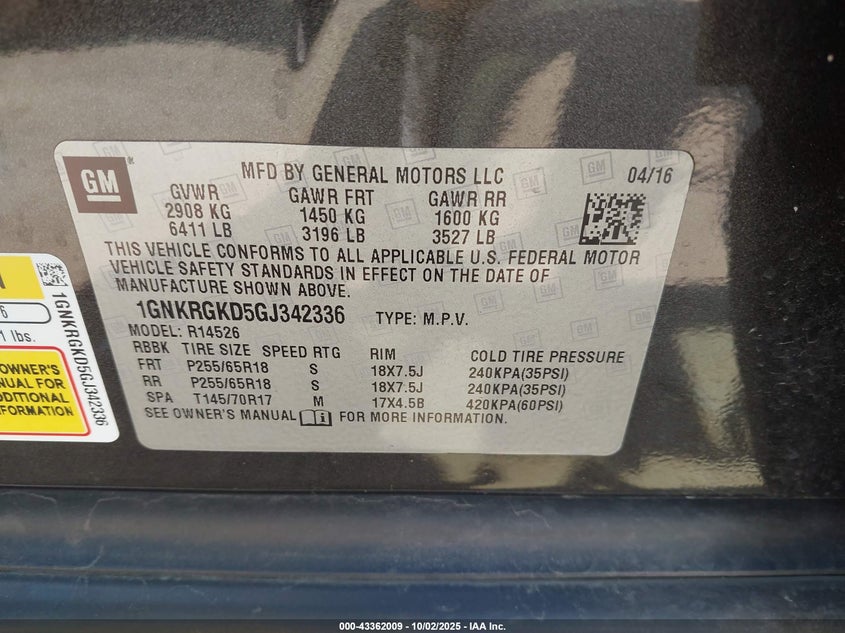 GM
MFD BY GENERAL MOTORS LLC 04/16
GVWR GAWR FRT GAWR RR
2908 KG 1450 KG 1600 KG
6411 LB 3196 LB 3527 LB
THIS VEHICLE CONFORMS TO ALL APPLICABLE U.S. FEDERAL MOTOR
VEHICLE SAFETY STANDARDS IN EFFECT ON THE DATE OF
MANUFACTURE SHOWN ABOVE.
1GNKRGKD5GJ342336 TYPE: M.P.V.
MODEL: R14526
RBBK TIRE SIZE SPEED RTG RIM COLD TIRE PRESSURE
FRT P255/65R18 S 18X7.5J 240KPA(35PSI)
RR P255/65R18 S 18X7.5J 240KPA(35PSI)
SPA T145/70R17 M 17X4.5B 420KPA(60PSI)
SEE OWNER'S MANUAL FOR MORE INFORMATION.
1GNKRGKD5GJ342336
lbs.
OWNER'S
FOR
000-43362009 - 10/02/2025 - IAA Inc.